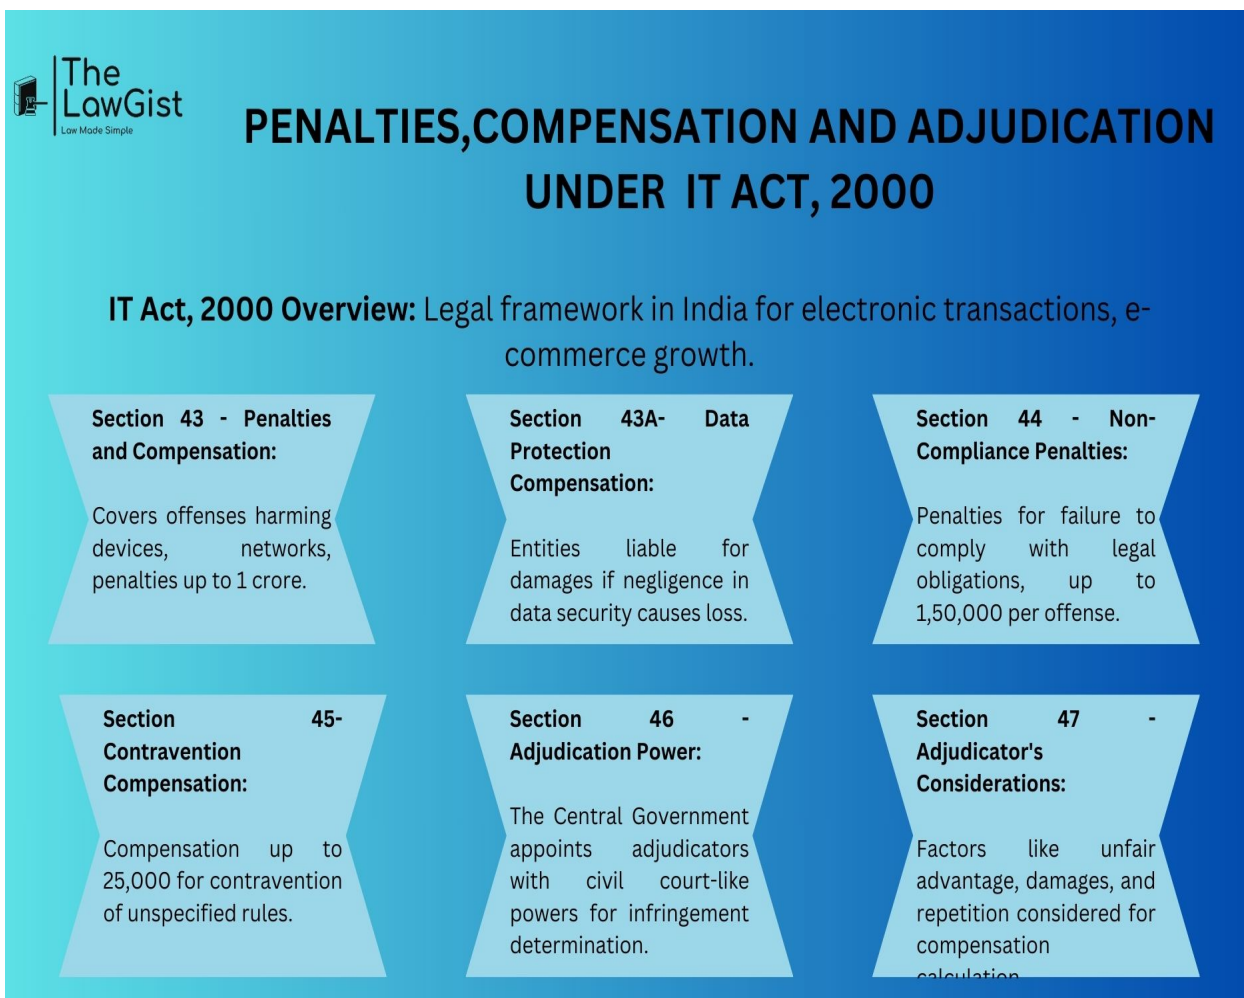 The
LawGist
Law Made Simple
PENALTIES,COMPENSATION AND ADJUDICATION
UNDER IT ACT, 2000
IT Act, 2000 Overview: Legal framework in India for electronic transactions, e-
commerce growth.
Section 43 - Penalties
and Compensation:
Covers offenses harming
devices, networks,
penalties up to 1 crore.
Section 43A- Data
Protection
Compensation:
Entities liable for
damages if negligence in
data security causes loss.
Section 44 - Non-
Compliance Penalties:
Penalties for failure to
comply with legal
obligations, up to
1,50,000 per offense.
Section 45-
Contravention
Compensation:
Compensation up to
25,000 for contravention
of unspecified rules.
Section 46 -
Adjudication Power:
The Central Government
appoints adjudicators
with civil court-like
powers for infringement
determination.
Section 47 -
Adjudicator's
Considerations:
Factors like unfair
advantage, damages, and
repetition considered for
compensation
calculation